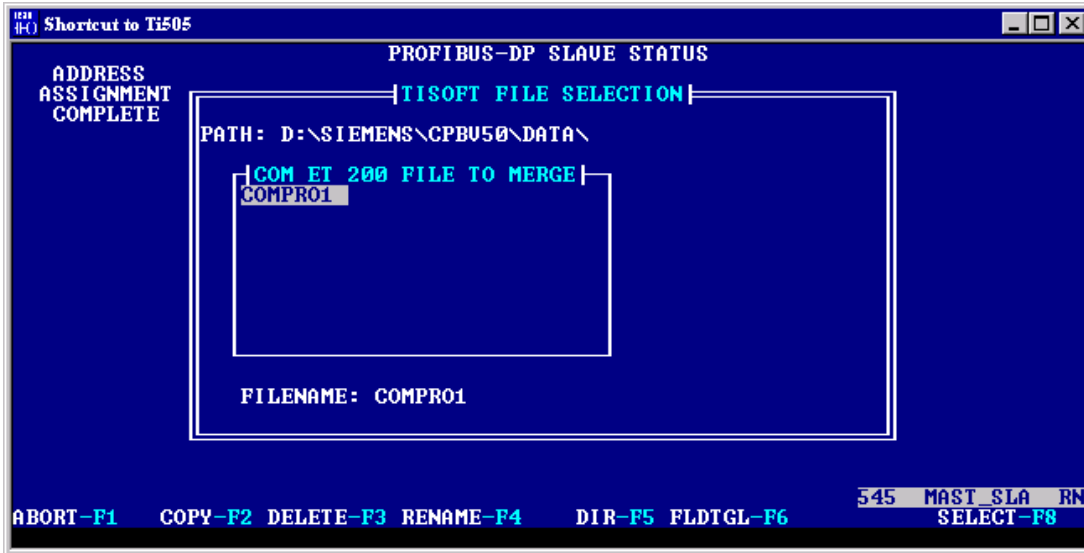 Shortcut to Ti505
PROFIBUS-DP SLAVE STATUS
ADDRESS
ASSIGNMENT
COMPLETE
TISOFT FILE SELECTION
PATH: D:\SIEMENS\CPBV50\DATA\
COM ET 200 FILE TO MERGE
COMPRO1
FILENAME: COMPRO1
545 MAST_SLA RN
ABORT-F1 COPY-F2 DELETE-F3 RENAME-F4 DIR-F5 FLDTGL-F6 SELECT-F8